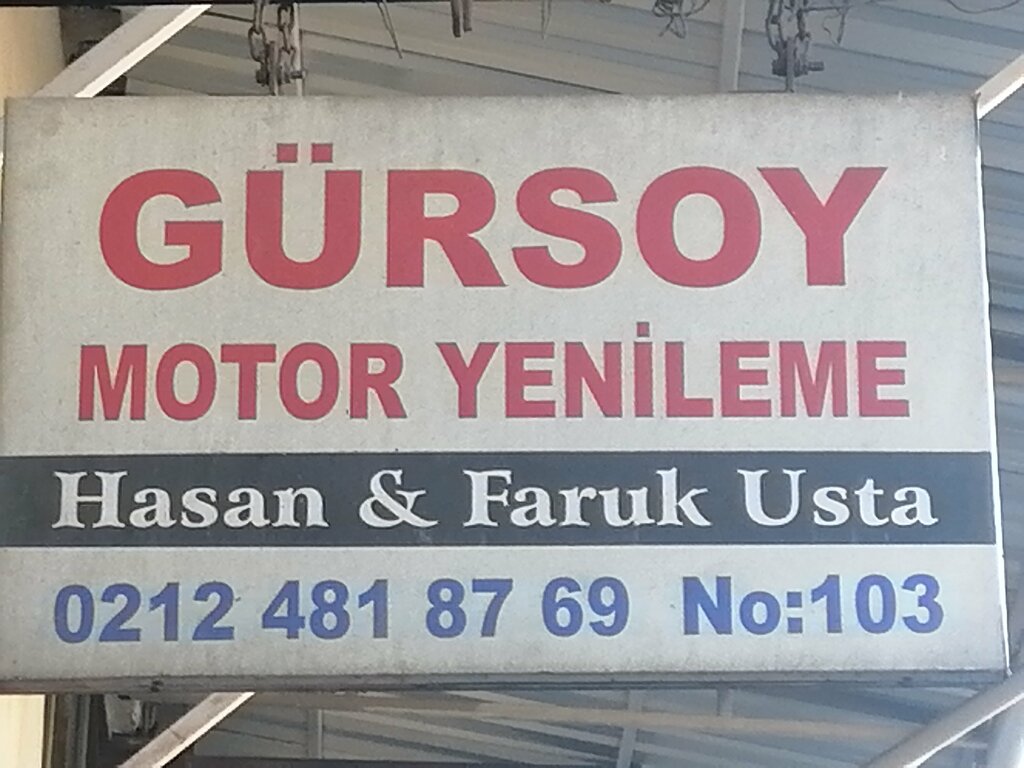 GÜRSOY
MOTOR YENİLEME
Hasan & Faruk Usta
0212 481 87 69 No:103